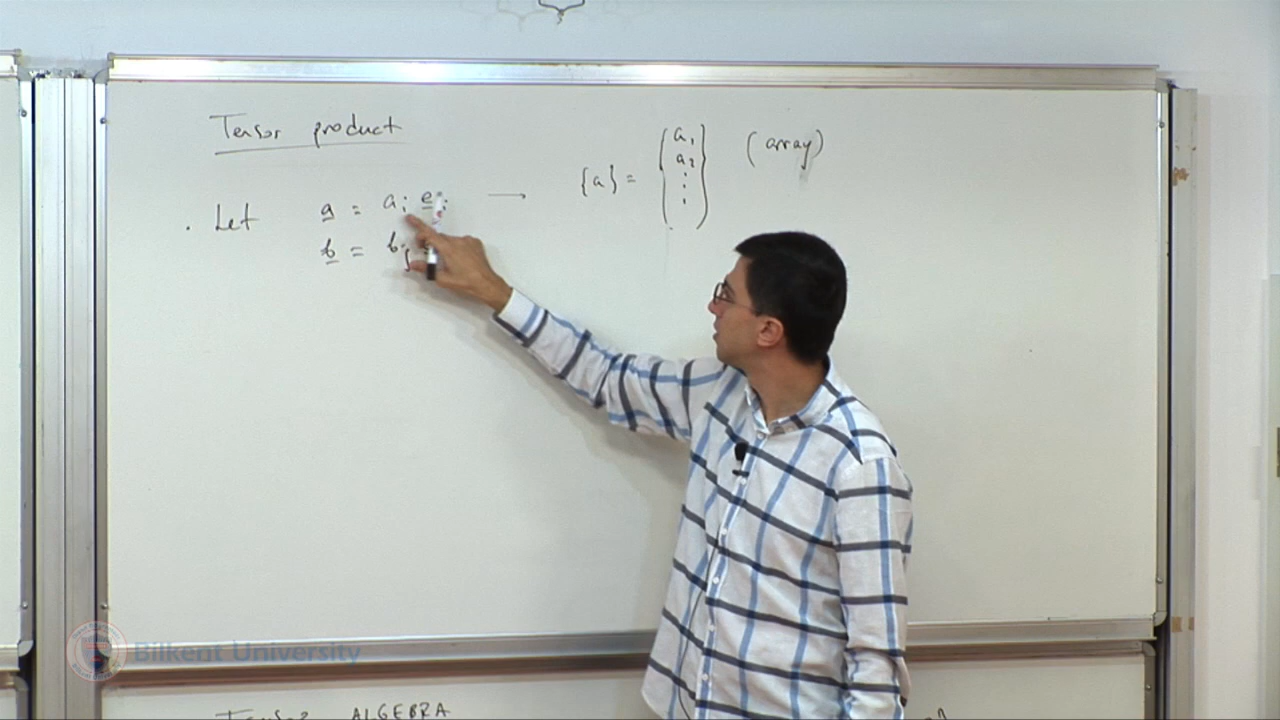 Tensor product
. Let a = aᵢ eᵢ → {a} = { a₁ a₂ ⋮ } (array)
b = bⱼ
Bilkent University
Tensor ALGEBRA